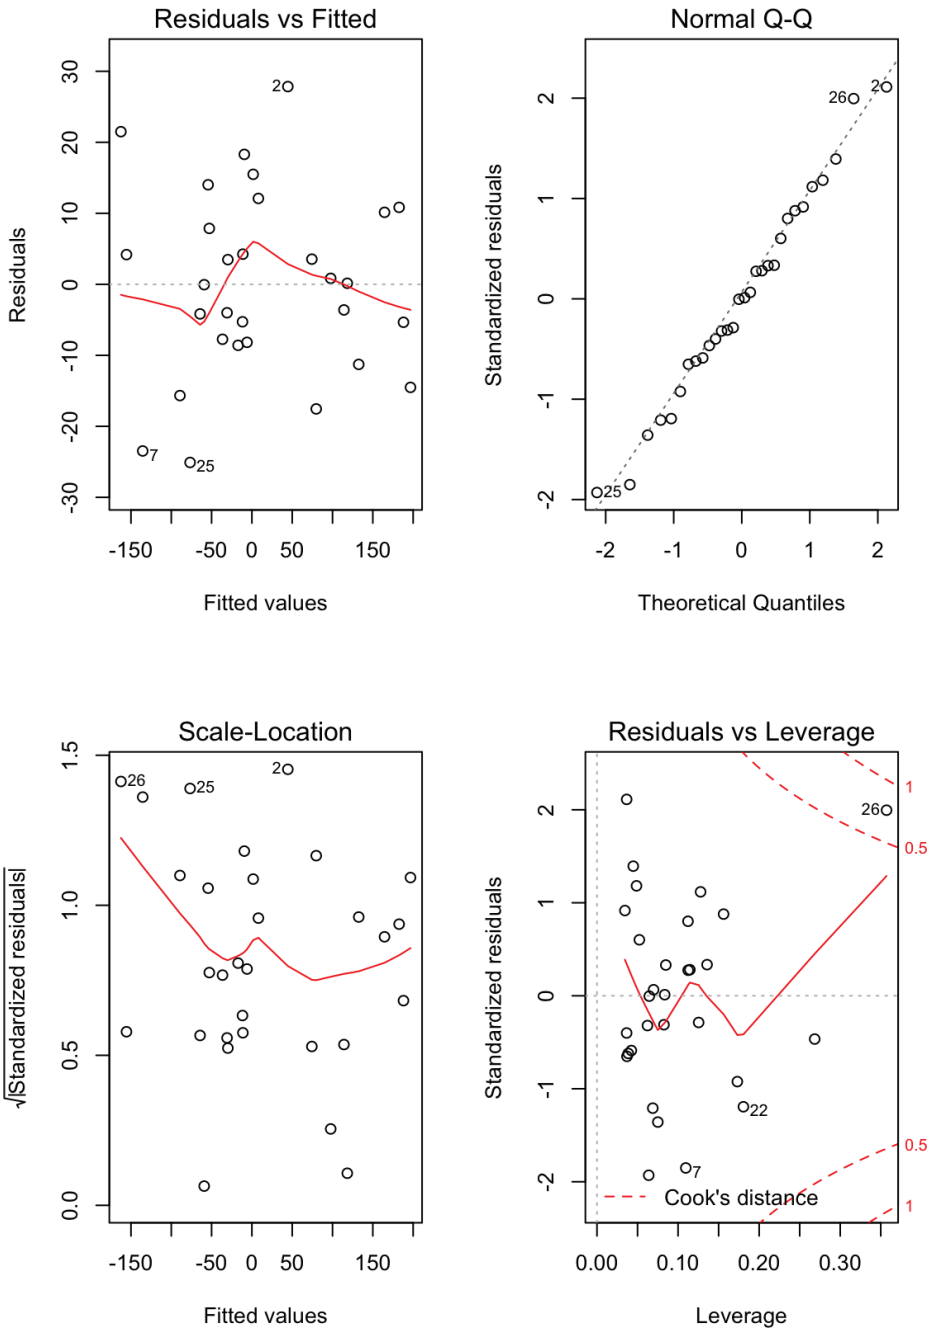 Residuals vs Fitted
Residuals
30
20
10
0
-10
-20
-30
2
7
25
-150 -50 0 50 150
Fitted values
Normal Q-Q
Standardized residuals
2
1
0
-1
-2
26
2
25
-2 -1 0 1 2
Theoretical Quantiles
Scale-Location
√|Standardized residuals|
1.5
1.0
0.5
0.0
26
25
2
-150 -50 0 50 150
Fitted values
Residuals vs Leverage
Standardized residuals
2
1
0
-1
-2
26
22
7
1
0.5
0.5
1
Cook's distance
0.00 0.10 0.20 0.30
Leverage